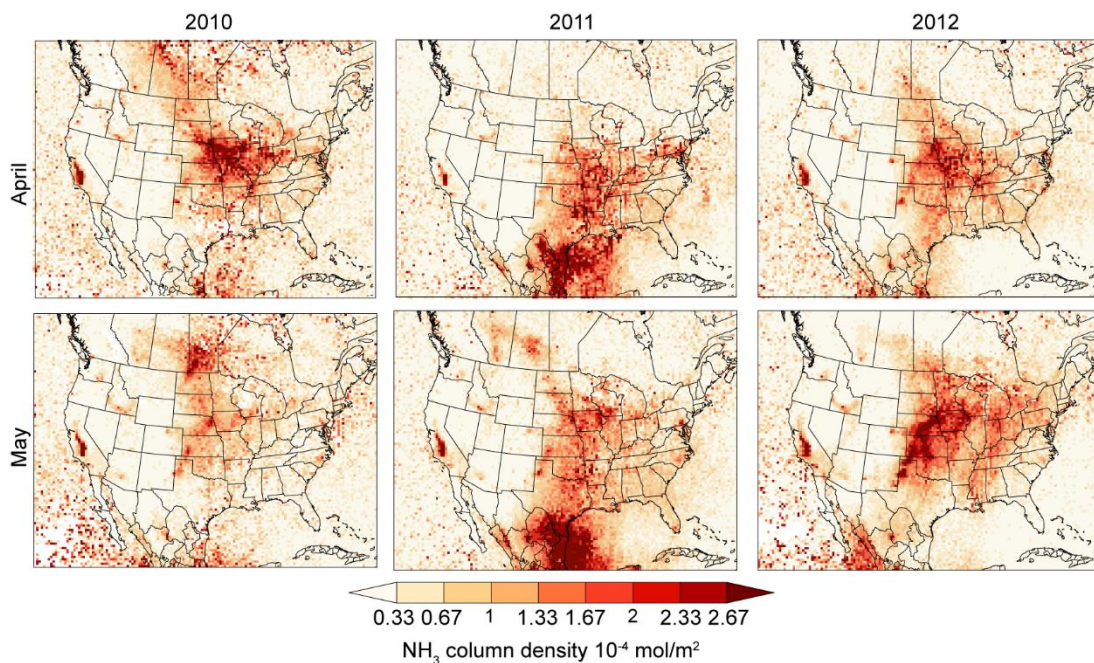 2010 2011 2012
April
May
0.33 0.67 1 1.33 1.67 2 2.33 2.67
NH₃ column density 10⁻⁴ mol/m²